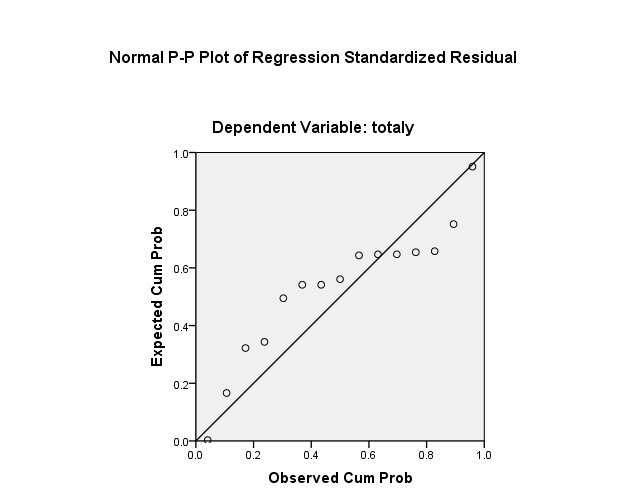 Normal P-P Plot of Regression Standardized Residual
Dependent Variable: totaly
Expected Cum Prob
1.0
0.8
0.6
0.4
0.2
0.0
0.0 0.2 0.4 0.6 0.8 1.0
Observed Cum Prob